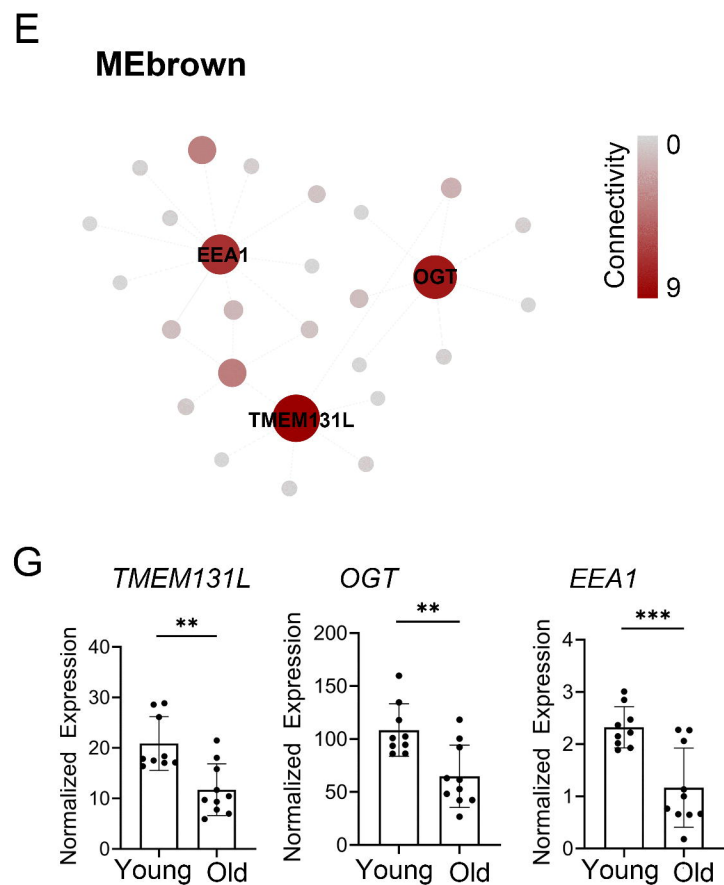 E
MEbrown
EEA1
OGT
TMEM131L
Connectivity
0
9
G
TMEM131L
**
Normalized Expression
40
30
20
10
0
Young
Old
OGT
**
Normalized Expression
200
150
100
50
0
Young
Old
EEA1
***
Normalized Expression
4
3
2
1
0
Young
Old